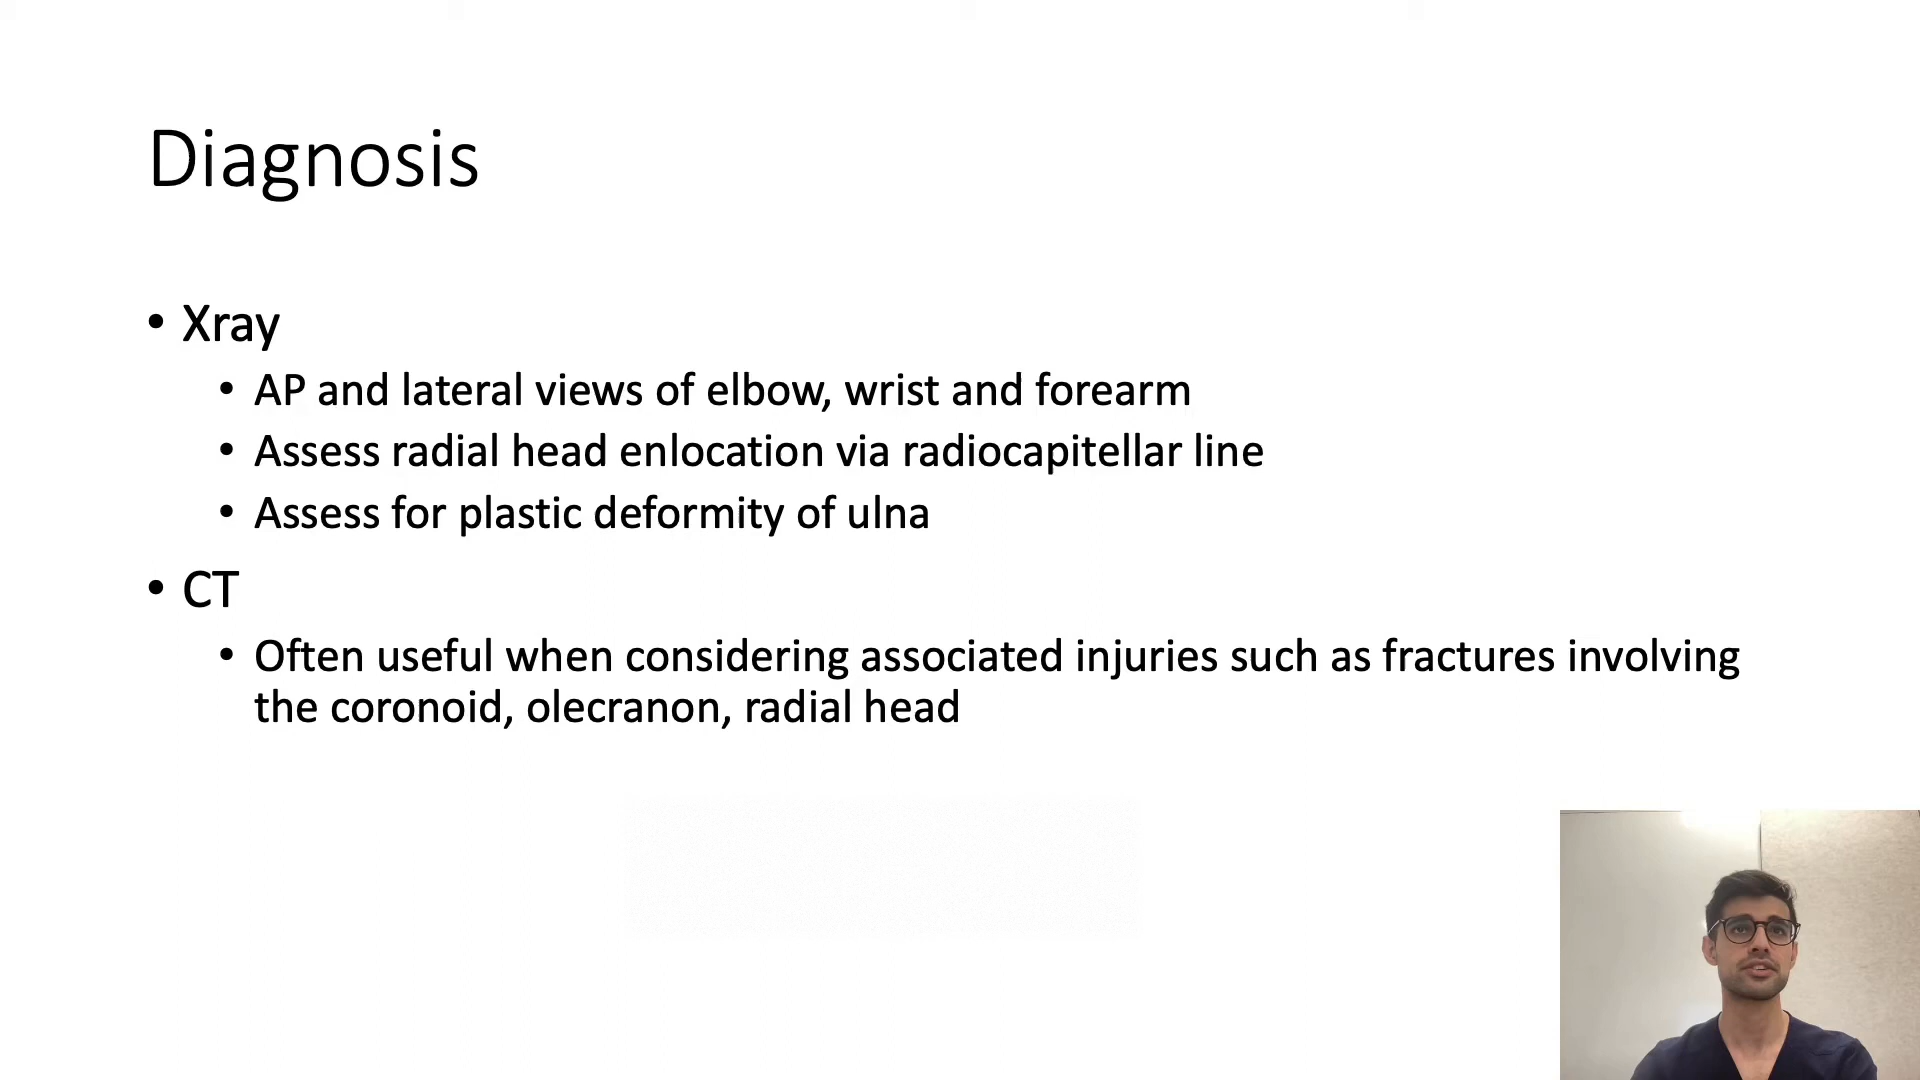 Diagnosis
• Xray
• AP and lateral views of elbow, wrist and forearm
• Assess radial head enlocation via radiocapitellar line
• Assess for plastic deformity of ulna
• CT
• Often useful when considering associated injuries such as fractures involving
the coronoid, olecranon, radial head